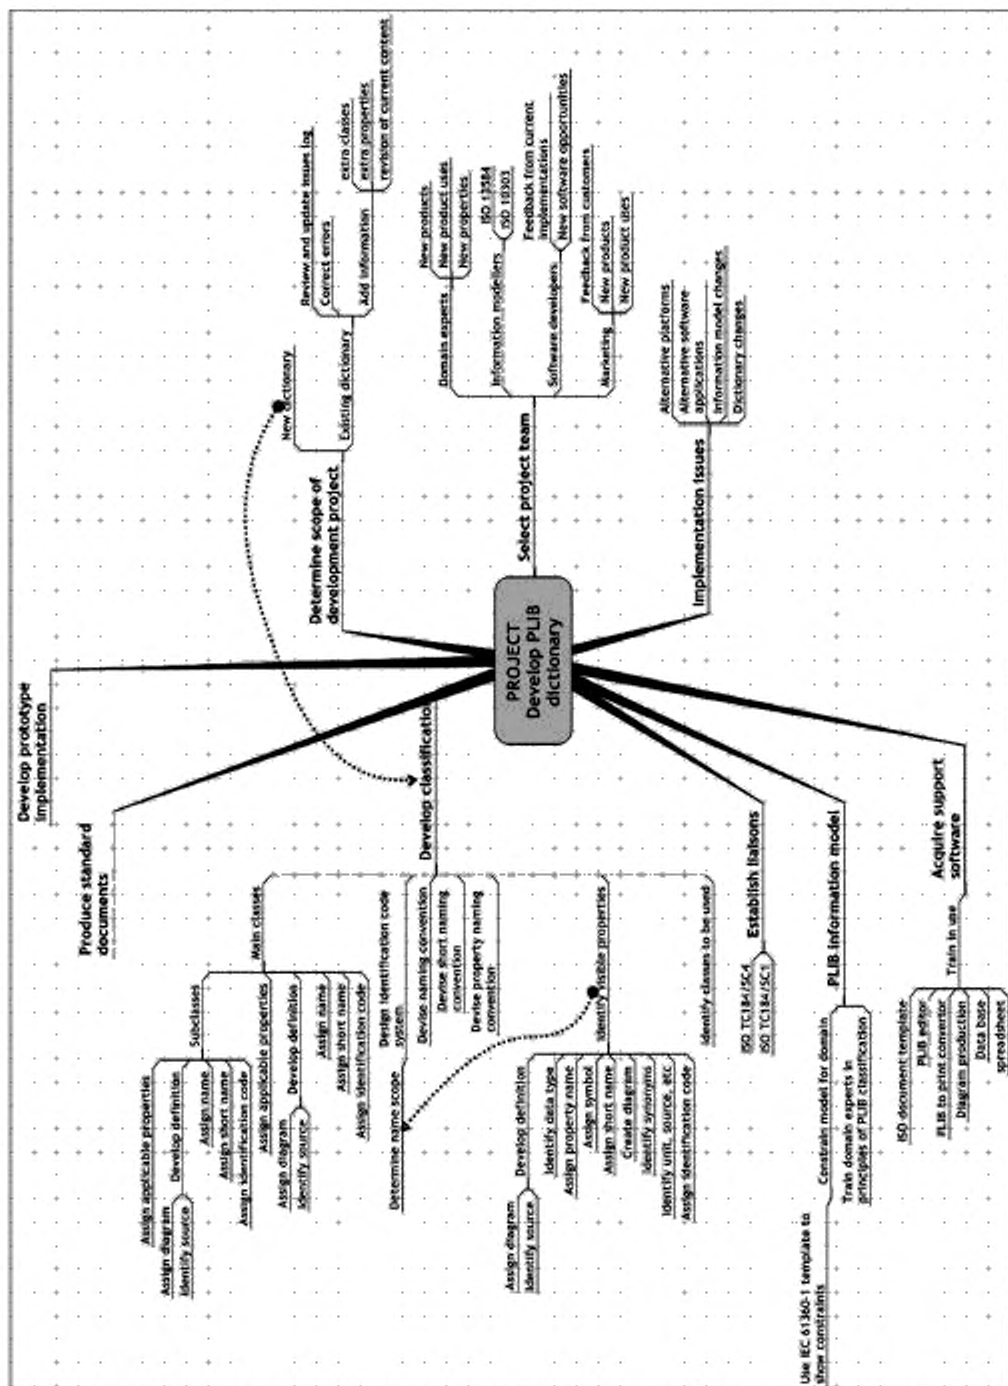 PROJECT
Develop PLIB
dictionary
Develop prototype
implementation
Produce standard
documents
Determine scope of
development project
New dictionary
Existing dictionary
Review and update issues log
Correct errors
Add information
extra classes
extra properties
revision of current content
Select project team
Domain experts
New products
New product uses
New properties
Information modellers
ISO 13584
ISO 10303
Software developers
Feedback from current
implementations
New software opportunities
Marketing
Feedback from customers
New products
New product uses
Implementation issues
Alternative platforms
Alternative software
applications
Information model changes
Dictionary changes
Develop classification
Main classes
Subclasses
Assign applicable properties
Develop definition
Assign diagram
Identify source
Assign name
Assign short name
Assign identification code
Assign applicable properties
Develop definition
Assign diagram
Identify source
Assign name
Assign short name
Assign identification code
Design identification code
system
Determine name scope
Devise naming convention
Devise short naming
convention
Devise property naming
convention
Identify visible properties
Develop definition
Assign diagram
Identify source
Identify data type
Assign property name
Assign symbol
Assign short name
Create diagram
Identify synonyms
Identify unit, source, etc
Assign identification code
Identify classes to be used
Establish liaisons
ISO TC184/SC4
ISO TC184/SC1
PLIB information model
Constrain model for domain
Use IEC 61360-1 template to
show constraints
Train domain experts in
principles of PLIB classification
Acquire support
software
Train in use
ISO document template
PLIB editor
PLIB to print convertor
Diagram production
Data base
spreadsheet